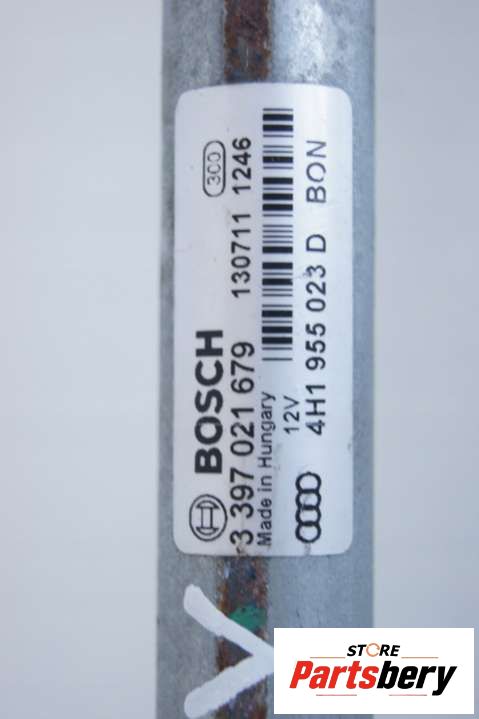 BOSCH
300
3 397 021 679 130711 1246
Made in Hungary
12V
4H1 955 023 D BON
STORE
Partsbery